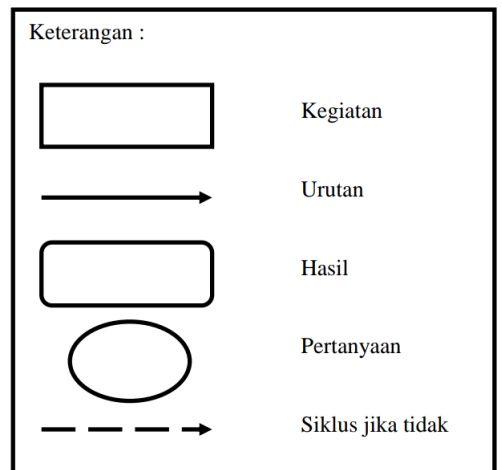 Keterangan :
Kegiatan
Urutan
Hasil
Pertanyaan
Siklus jika tidak